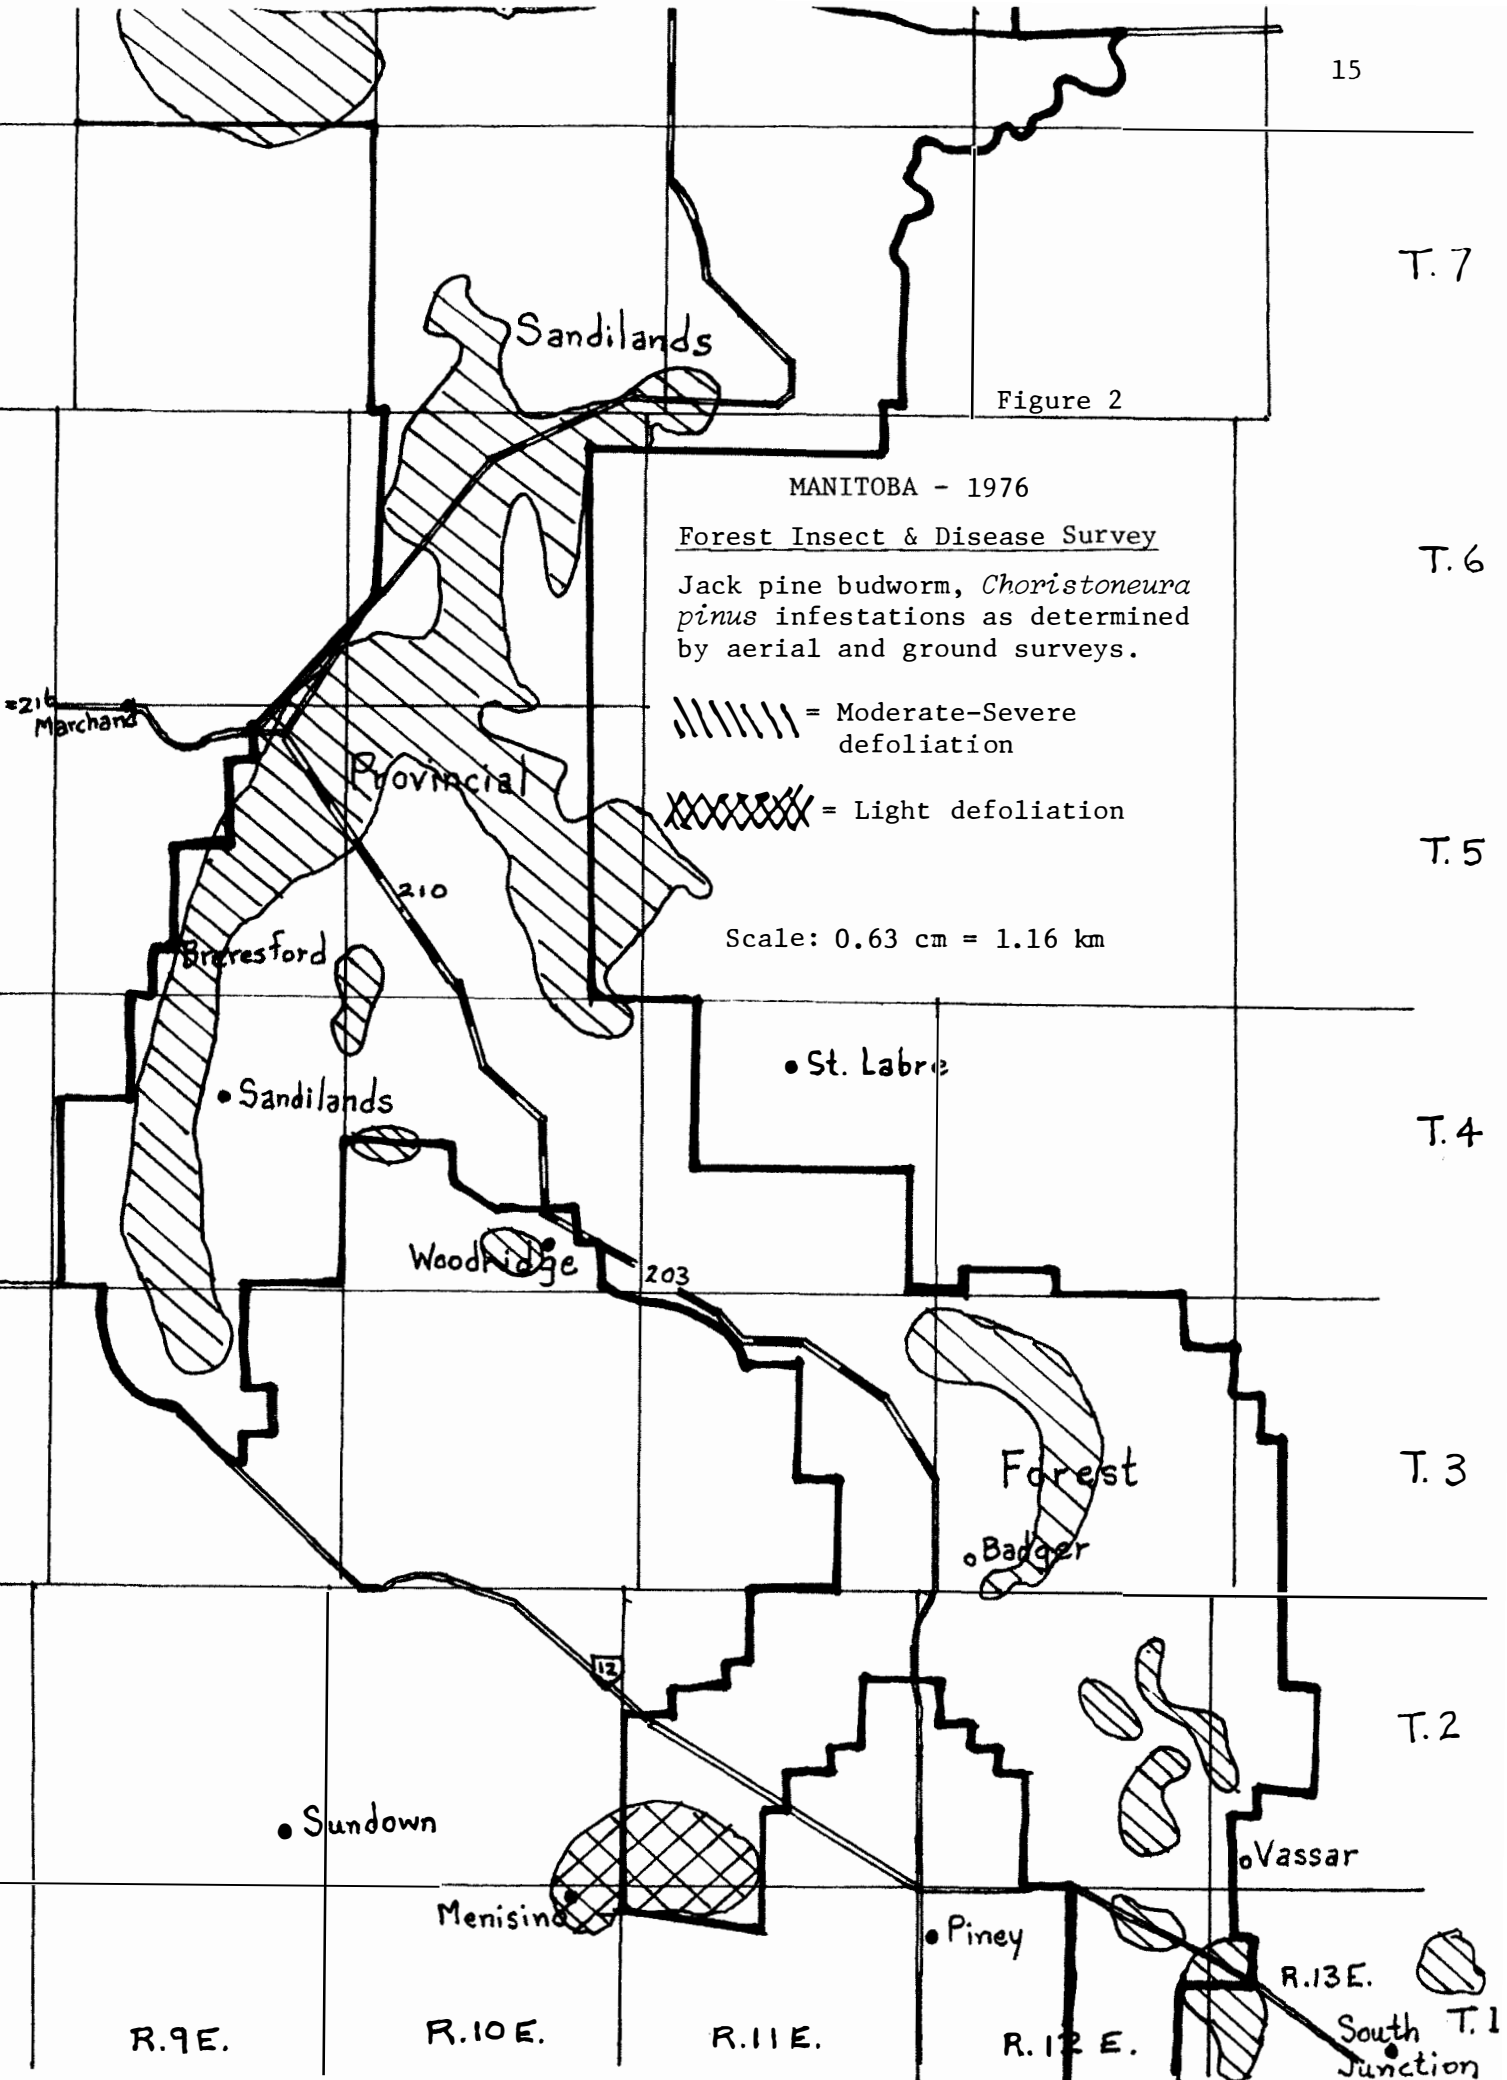 15
T. 7
Sandilands
Figure 2
MANITOBA - 1976
Forest Insect & Disease Survey
T. 6
Jack pine budworm, Choristoneura
pinus infestations as determined
by aerial and ground surveys.
=216
Marchand
= Moderate-Severe
defoliation
Provincial
= Light defoliation
T. 5
210
Scale: 0.63 cm = 1.16 km
St. Labre
Sandilands
T. 4
Woodridge
203
Forest
T. 3
Badger
12
T. 2
Sundown
Vassar
Menisino
Piney
R.13E.
R.9E.
R.10E.
R.11E.
R.12 E.
South
Junction
T. 1